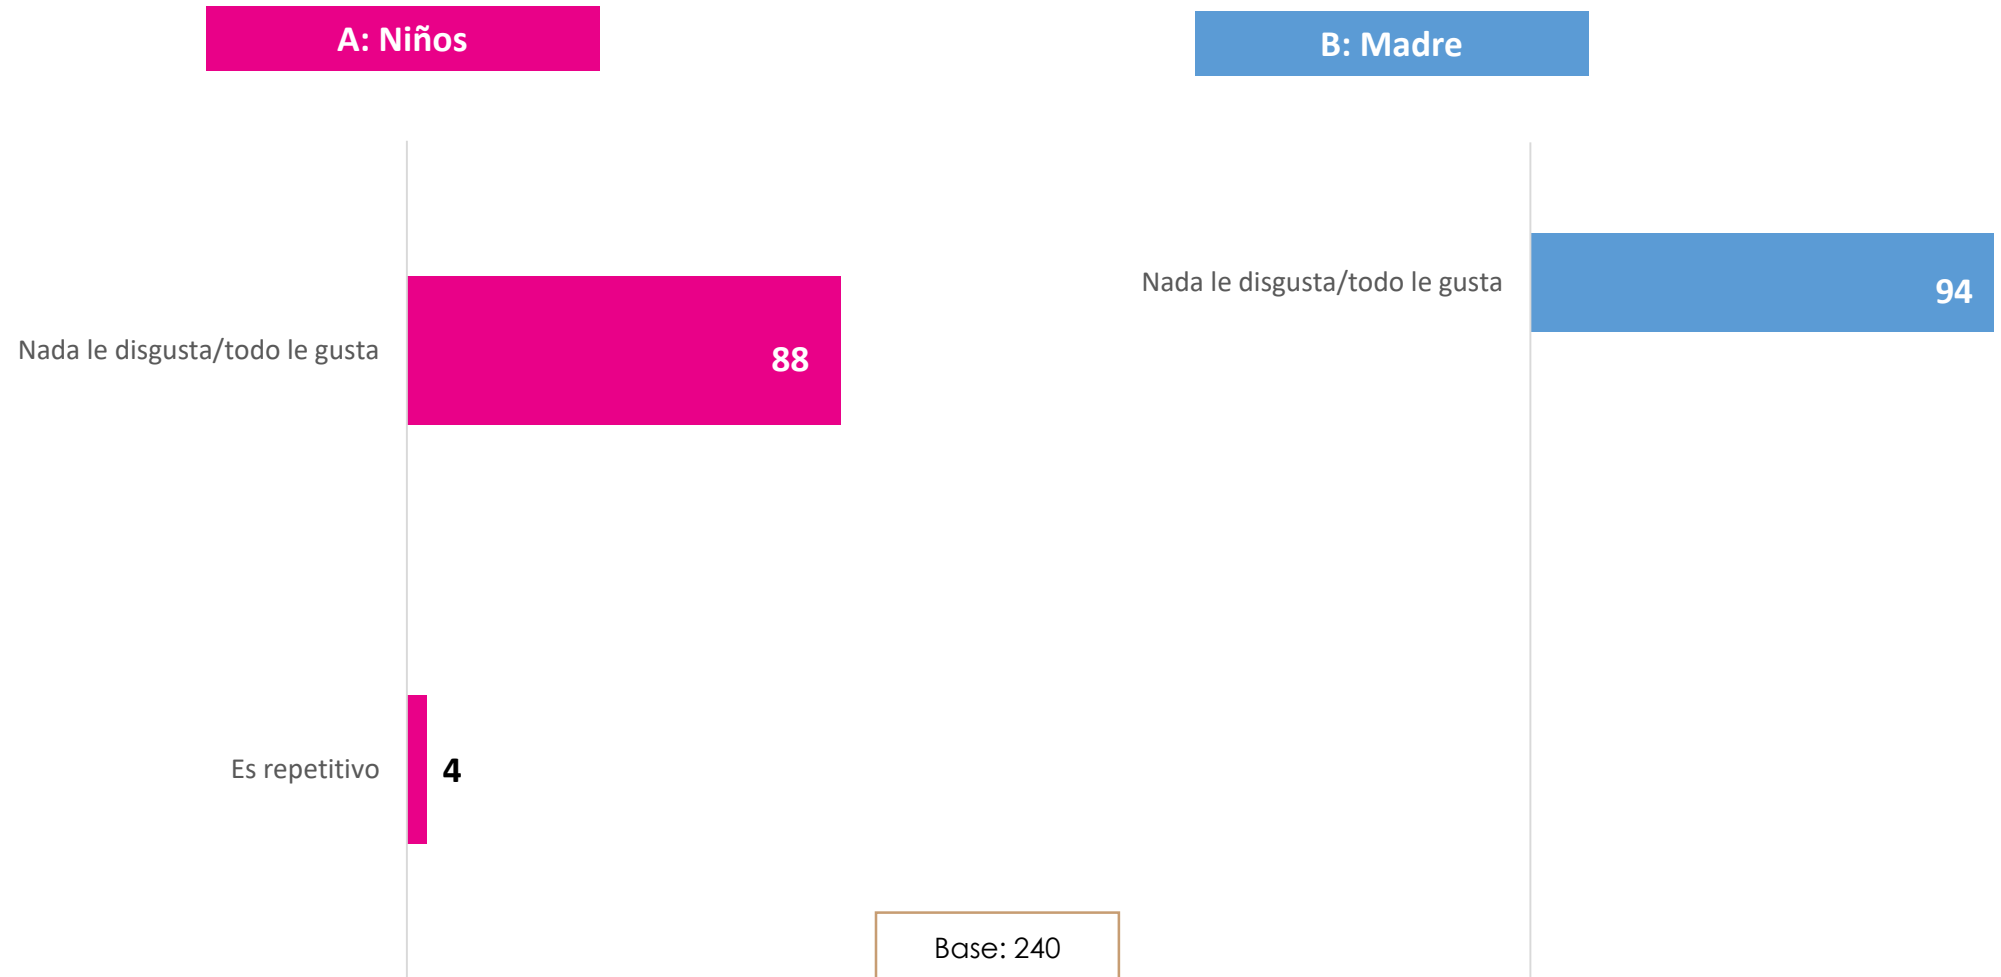 A: Niños
Nada le disgusta/todo le gusta
88
Es repetitivo
4
B: Madre
Nada le disgusta/todo le gusta
94
Base: 240